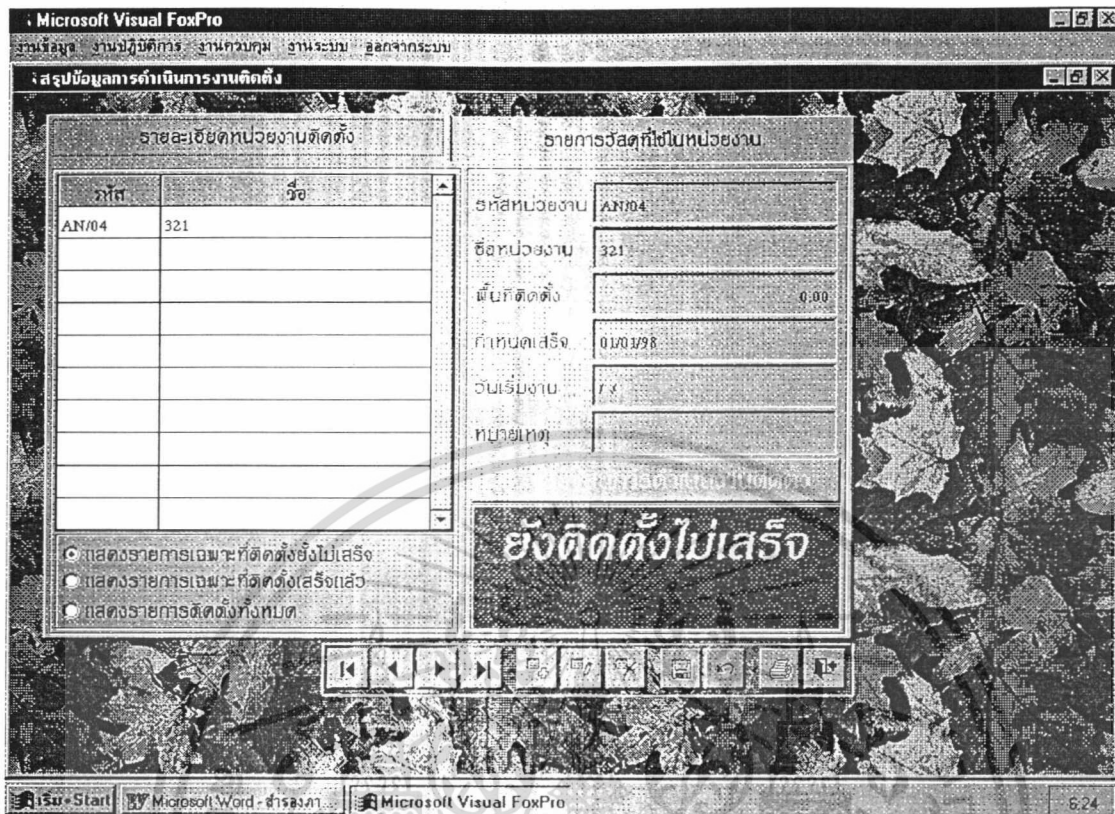 Microsoft Visual FoxPro
งานข้อมูล งานปฏิบัติการ งานควบคุม งานระบบ ออกจากระบบ
สรุปข้อมูลการดำเนินการงานติดตั้ง
รายละเอียดหน่วยงานติดตั้ง
รายการวัสดุที่ใช้ในหน่วยงาน
รหัส ชื่อ
AN/04 321
รหัสหน่วยงาน AN/04
ชื่อหน่วยงาน 321
พื้นที่ติดตั้ง 0.00
กำหนดเสร็จ 01/01/98
วันเริ่มงาน / /
หมายเหตุ
ยังติดตั้งไม่เสร็จ
แสดงรายการเฉพาะที่ติดตั้งยังไม่เสร็จ
แสดงรายการเฉพาะที่ติดตั้งเสร็จแล้ว
แสดงรายการติดตั้งทั้งหมด
เริ่ม-Start Microsoft Word - สำรองภา... Microsoft Visual FoxPro 6:24